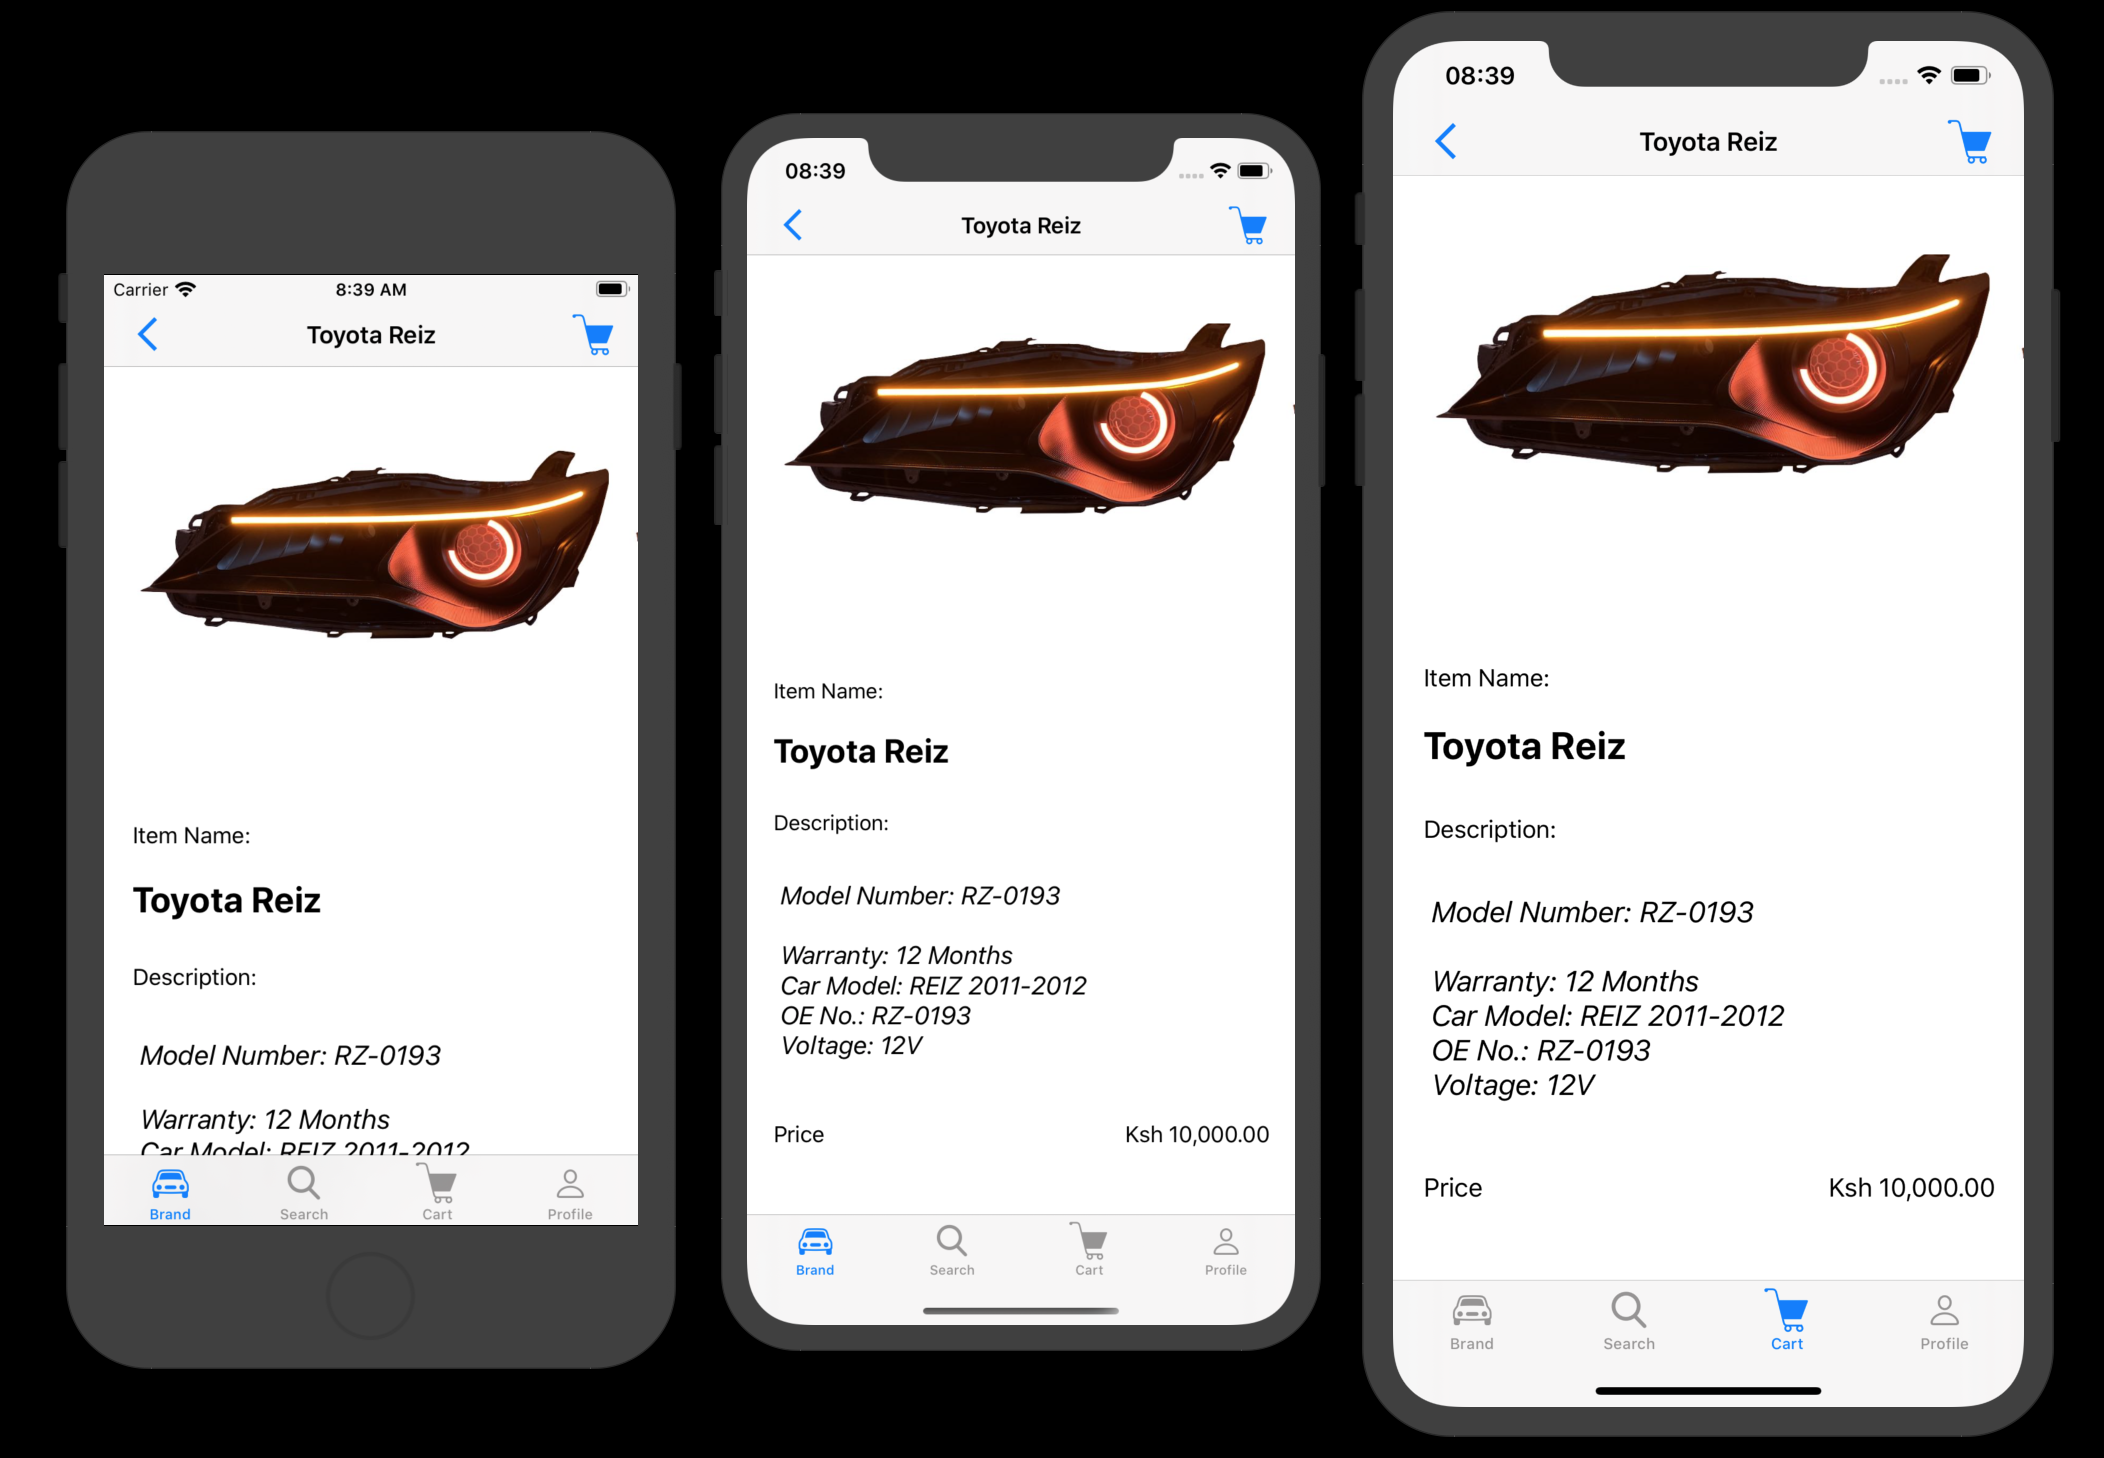 Carrier 8:39 AM
Toyota Reiz
Item Name:
Toyota Reiz
Description:
Model Number: RZ-0193
Warranty: 12 Months
Car Model: REIZ 2011-2012
Brand Search Cart Profile
08:39
Toyota Reiz
Item Name:
Toyota Reiz
Description:
Model Number: RZ-0193
Warranty: 12 Months
Car Model: REIZ 2011-2012
OE No.: RZ-0193
Voltage: 12V
Price Ksh 10,000.00
Brand Search Cart Profile
08:39
Toyota Reiz
Item Name:
Toyota Reiz
Description:
Model Number: RZ-0193
Warranty: 12 Months
Car Model: REIZ 2011-2012
OE No.: RZ-0193
Voltage: 12V
Price Ksh 10,000.00
Brand Search Cart Profile